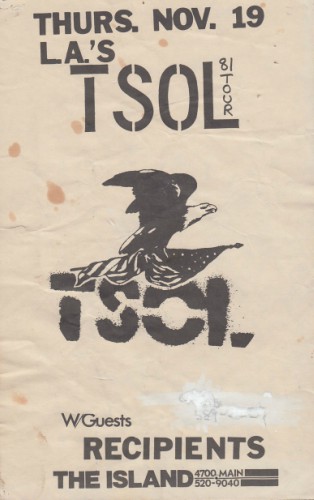 THURS. NOV. 19
L.A.'S
TSOL
81 TOUR
TSOL
W/Guests
RECIPIENTS
THE ISLAND 4700 MAIN
520-9040